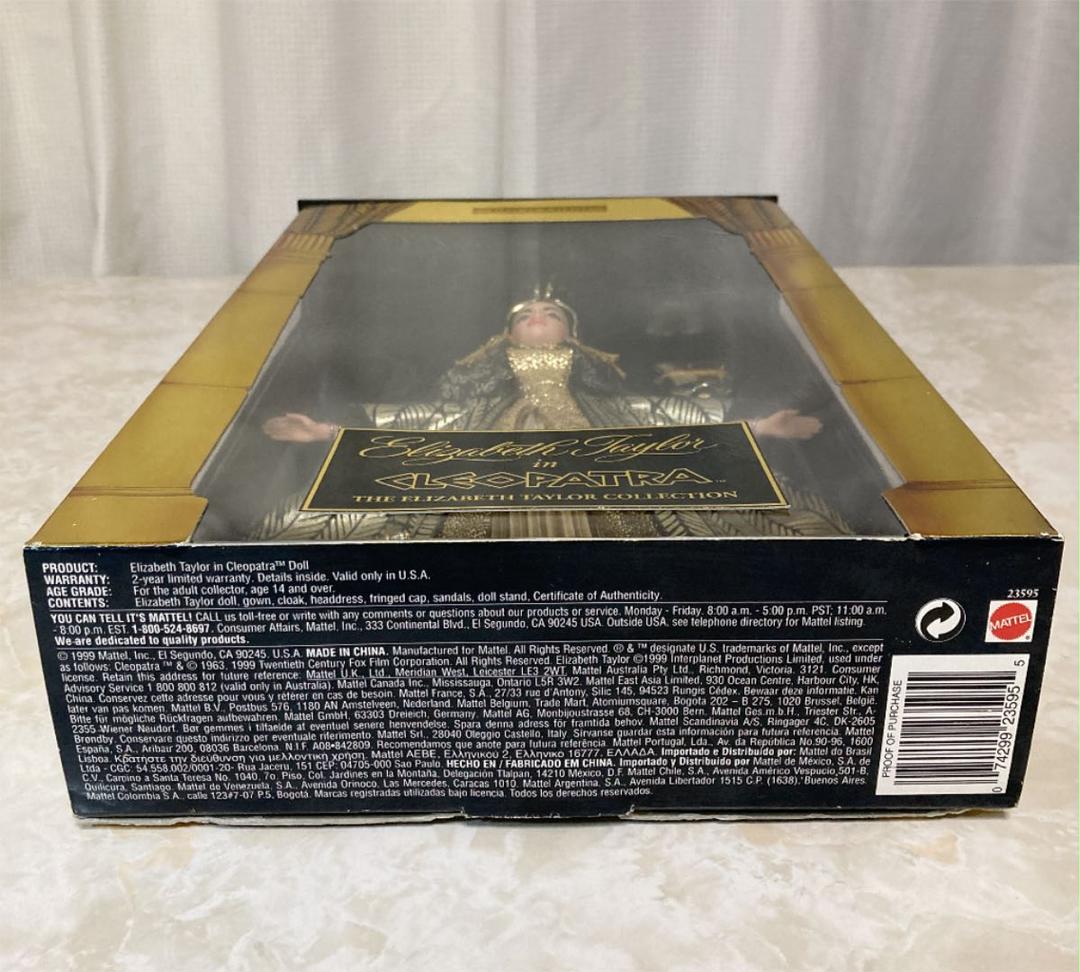 Elizabeth Taylor
in
CLEOPATRA™
THE ELIZABETH TAYLOR COLLECTION
PRODUCT: Elizabeth Taylor in Cleopatra™ Doll
WARRANTY: 2-year limited warranty. Details inside. Valid only in U.S.A.
AGE GRADE: For the adult collector, age 14 and over.
CONTENTS: Elizabeth Taylor doll, gown, cloak, headdress, fringed cap, sandals, doll stand, Certificate of Authenticity.
YOU CAN TELL IT'S MATTEL! CALL us toll-free or write with any comments or questions about our products or service. Monday - Friday. 8:00 a.m. - 5:00 p.m. PST; 11:00 a.m.
- 8:00 p.m. EST. 1-800-524-8697. Consumer Affairs, Mattel, Inc., 333 Continental Blvd., El Segundo, CA 90245 USA. Outside USA, see telephone directory for Mattel listing.
We are dedicated to quality products.
© 1999 Mattel, Inc., El Segundo, CA 90245. U.S.A. MADE IN CHINA. Manufactured for Mattel. All Rights Reserved. ® & ™ designate U.S. trademarks of Mattel, Inc., except
as follows: Cleopatra ™ & © 1963, 1999 Twentieth Century Fox Film Corporation. All Rights Reserved. Elizabeth Taylor ©1999 Interplanet Productions Limited, used under
license. Retain this address for future reference. Mattel U.K., Ltd., Meridian West, Leicester LE3 2WT. Mattel Australia Pty Ltd., Richmond, Victoria. 3121. Consumer
Advisory Service 1 800 800 812 (valid only in Australia). Mattel Canada Inc., Mississauga, Ontario L5R 3W2. Mattel East Asia Limited, 930 Ocean Centre, Harbour City, HK,
China. Conservez cette adresse pour vous y référer en cas de besoin. Mattel France, S.A., 27/33 rue d'Antony, Silic 145, 94523 Rungis Cédex. Bewaar deze informatie. Kan
later van pas komen. Mattel B.V., Postbus 576, 1180 AN Amstelveen, Nederland. Mattel Belgium, Trade Mart, Atomiumsquare, Bogota 202 – B 275, 1020 Brussel, België.
Bitte für mögliche Rückfragen aufbewahren. Mattel GmbH, 63303 Dreieich, Germany. Mattel AG, Monbijoustrasse 68, CH-3000 Bern. Mattel Ges.m.b.H., Triester Str., A-
2355 Wiener Neudorf. Bør gemmes i tilfælde af eventuel senere henvendelse. Spara denna adress för framtida behov. Mattel Scandinavia A/S, Ringager 4C, DK-2605
Brøndby. Conservare questo indirizzo per eventuale riferimento. Mattel Srl., 28040 Oleggio Castello, Italy. Sirvanse guardar esta información para futura referencia. Mattel
España, S.A., Aribau 200, 08036 Barcelona. N.I.F. A08-842809. Recomendamos que anote para futura referência. Mattel Portugal, Lda., Av. da República No.90-96, 1600
Lisboa. Κρατήστε την διεύθυνση για μελλοντική χρήση. Mattel AEBE, Ελληνικού 2, Ελληνικο 16777, ΕΛΛΑΔΑ. Importado e Distribuido por: Mattel do Brasil
Ltda - CGC: 54.558.002/0001-20- Rua Jaceru, 151 CEP: 04705-000 Sao Paulo. HECHO EN / FABRICADO EM CHINA. Importado y Distribuido por Mattel de México, S.A. de
C.V., Camino a Santa Teresa No. 1040, 7o. Piso, Col. Jardines en la Montaña, Delegación Tlalpan, 14210 México, D.F. Mattel Chile, S.A., Avenida Américo Vespucio,501-B,
Quilicura, Santiago. Mattel de Venezuela, S.A., Avenida Orinoco, Las Mercedes, Caracas 1010. Mattel Argentina, S.A., Avenida Libertador 1515 C.P. (1638), Buenos Aires.
Mattel Colombia S.A., calle 123#7-07 P.5, Bogotá. Marcas registradas utilizadas bajo licencia. Todos los derechos reservados.
23595
MATTEL
PROOF OF PURCHASE
0 74299 23595 5